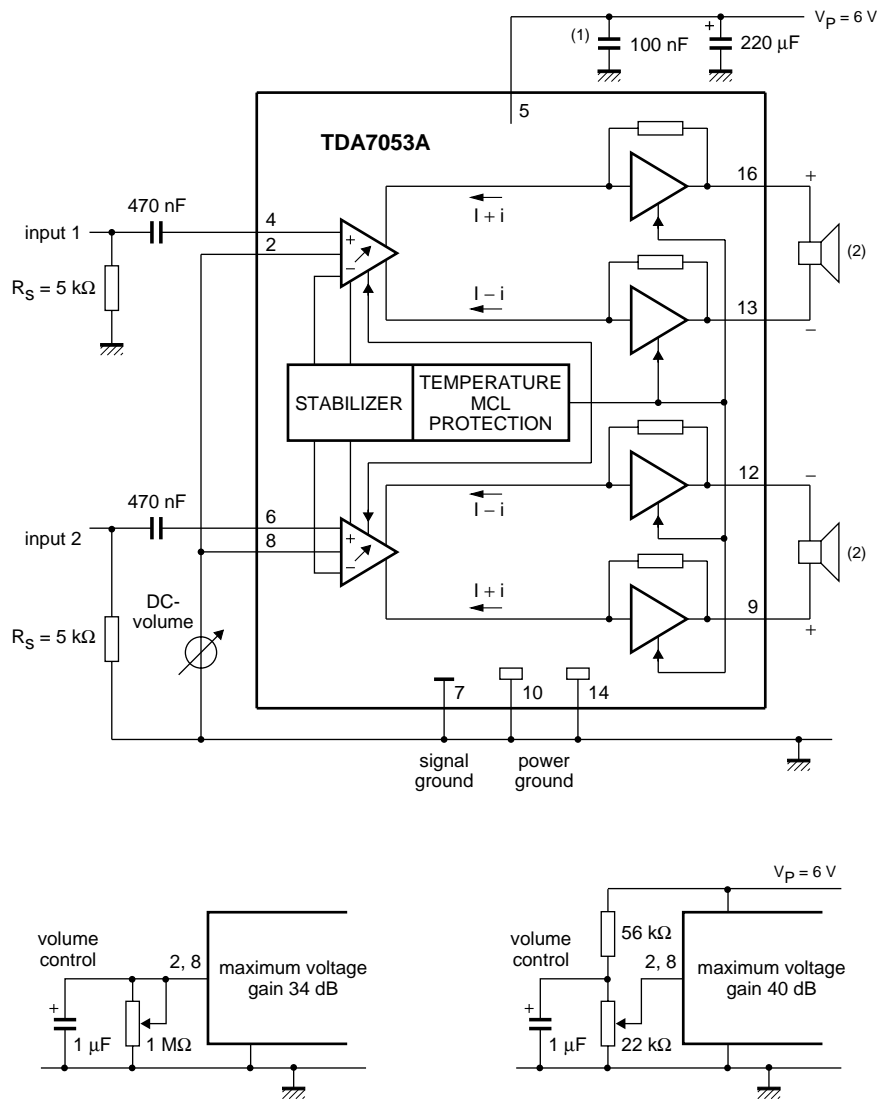 V_P = 6 V
(1)
100 nF
+
220 µF
5
TDA7053A
16
+
I + i
470 nF
input 1
4
2
+
−
(2)
R_S = 5 kΩ
I − i
13
−
STABILIZER
TEMPERATURE
MCL
PROTECTION
12
−
I − i
470 nF
input 2
6
8
+
−
(2)
I + i
9
+
DC-
volume
R_S = 5 kΩ
7
10
14
signal
ground
power
ground
V_P = 6 V
volume
control
2, 8
maximum voltage
gain 34 dB
+
1 µF
1 MΩ
56 kΩ
volume
control
2, 8
maximum voltage
gain 40 dB
+
1 µF
22 kΩ